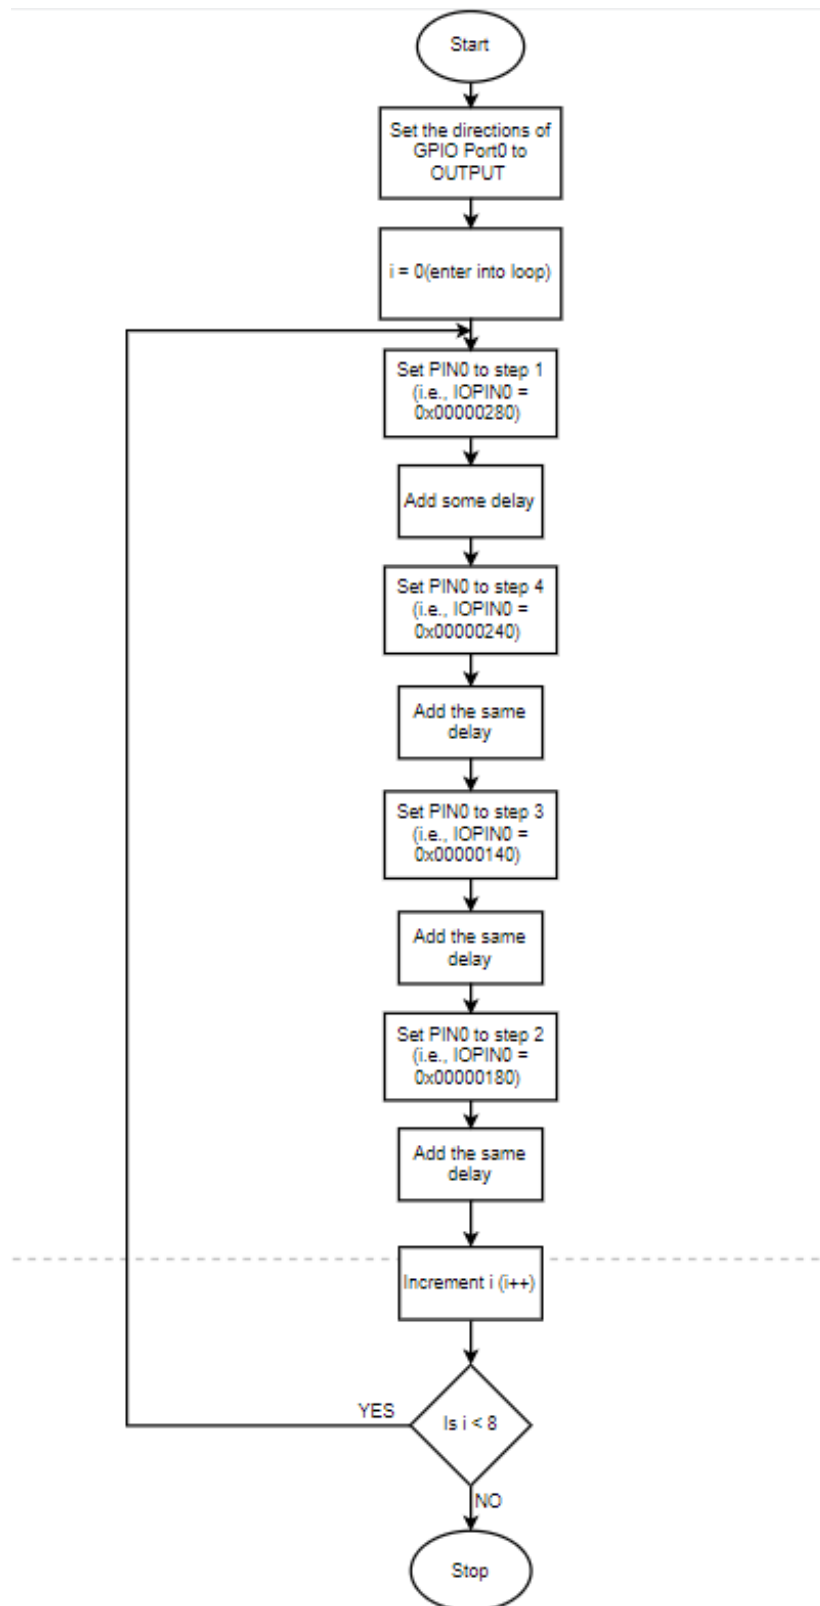 Start
Set the directions of
GPIO Port0 to
OUTPUT
i = 0(enter into loop)
Set PIN0 to step 1
(i.e., IOPIN0 =
0x00000280)
Add some delay
Set PIN0 to step 4
(i.e., IOPIN0 =
0x00000240)
Add the same
delay
Set PIN0 to step 3
(i.e., IOPIN0 =
0x00000140)
Add the same
delay
Set PIN0 to step 2
(i.e., IOPIN0 =
0x00000180)
Add the same
delay
Increment i (i++)
YES
Is i < 8
NO
Stop